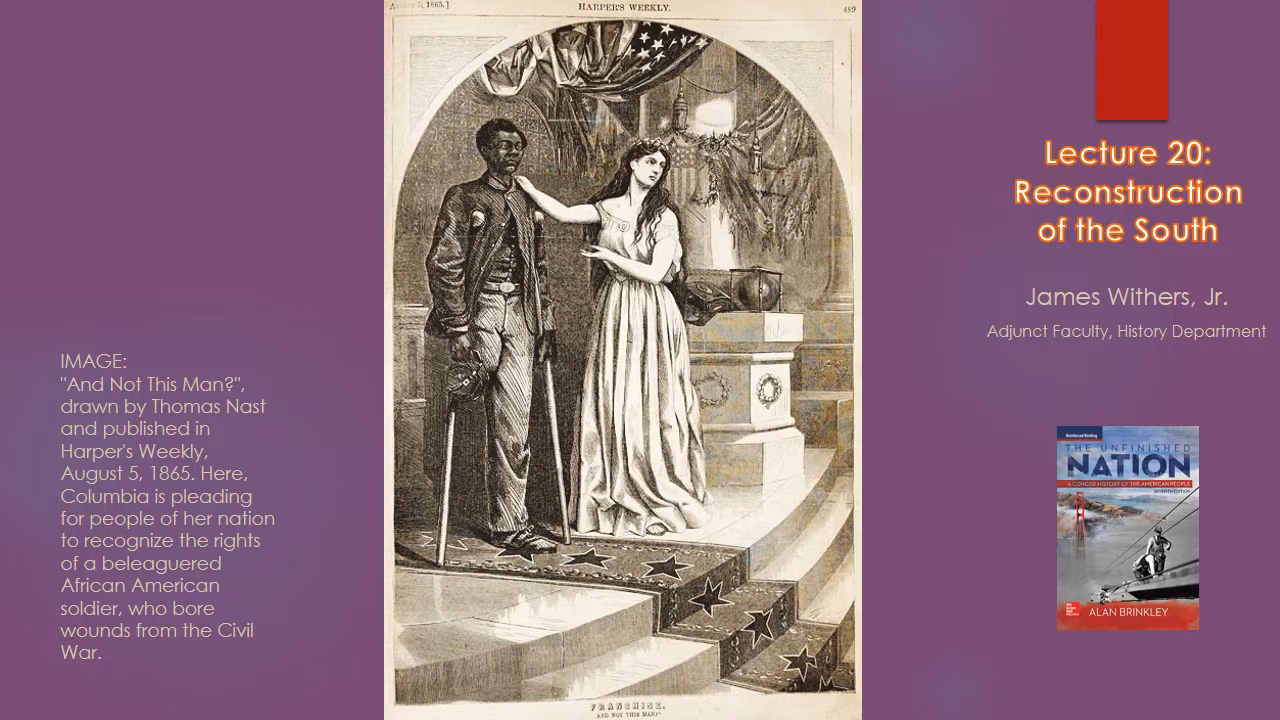 5, 1865.]
HARPER'S WEEKLY.
489
Lecture 20:
Reconstruction
of the South
James Withers, Jr.
Adjunct Faculty, History Department
IMAGE:
"And Not This Man?",
drawn by Thomas Nast
and published in
Harper's Weekly,
August 5, 1865. Here,
Columbia is pleading
for people of her nation
to recognize the rights
of a beleaguered
African American
soldier, who bore
wounds from the Civil
War.
Reinforced Binding
THE UNFINISHED
NATION
A CONCISE HISTORY OF THE AMERICAN PEOPLE
SEVENTH EDITION
ALAN BRINKLEY
FRANCHISE.
AND NOT THIS MAN?"